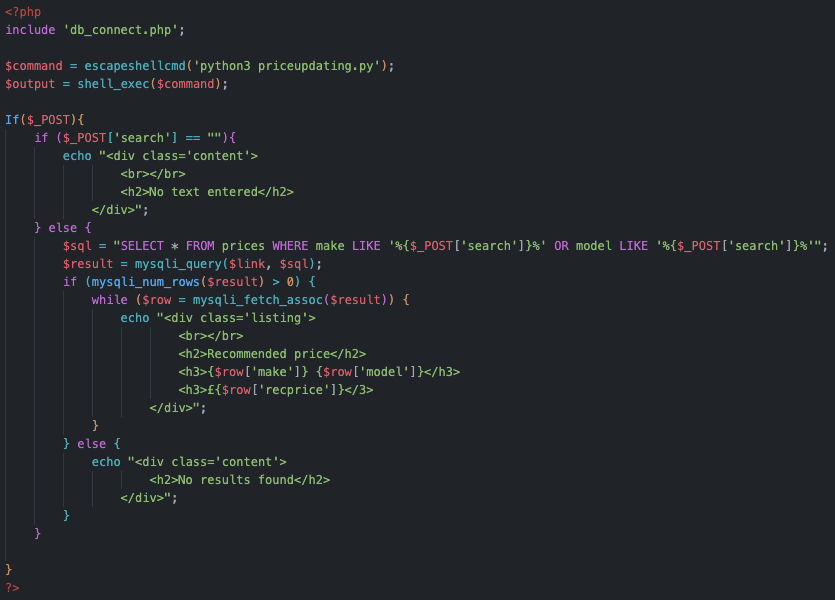 <?php
include 'db_connect.php';

$command = escapeshellcmd('python3 priceupdating.py');
$output = shell_exec($command);

If($_POST){
    if ($_POST['search'] == ""){
        echo "<div class='content'>
                <br></br>
                <h2>No text entered</h2>
            </div>";
    } else {
        $sql = "SELECT * FROM prices WHERE make LIKE '%{$_POST['search']}%' OR model LIKE '%{$_POST['search']}%'";
        $result = mysqli_query($link, $sql);
        if (mysqli_num_rows($result) > 0) {
            while ($row = mysqli_fetch_assoc($result)) {
                echo "<div class='listing'>
                        <br></br>
                        <h2>Recommended price</h2>
                        <h3>{$row['make']} {$row['model']}</h3>
                        <h3>£{$row['recprice']}</3>
                    </div>";
            }
        } else {
            echo "<div class='content'>
                    <h2>No results found</h2>
                </div>";
        }
    }

}
?>